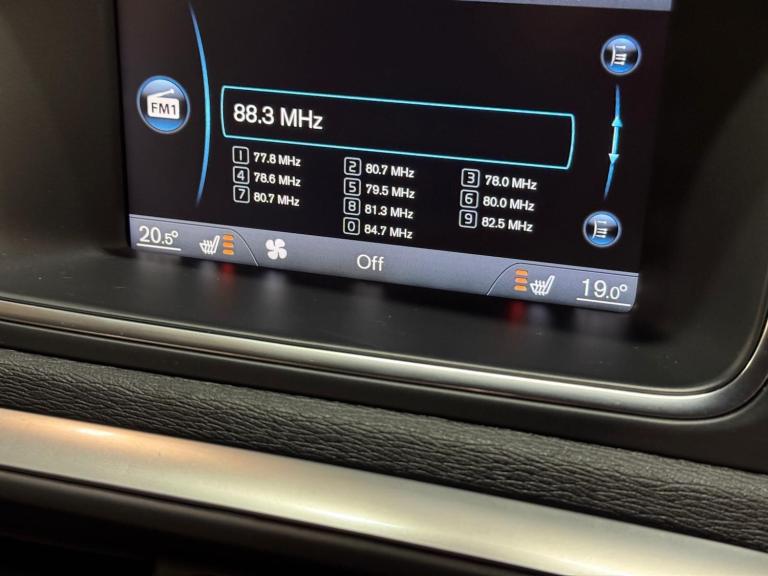 FM1
88.3 MHz
1 77.8 MHz 2 80.7 MHz 3 78.0 MHz
4 78.6 MHz 5 79.5 MHz 6 80.0 MHz
7 80.7 MHz 8 81.3 MHz 9 82.5 MHz
0 84.7 MHz
20.5° Off 19.0°